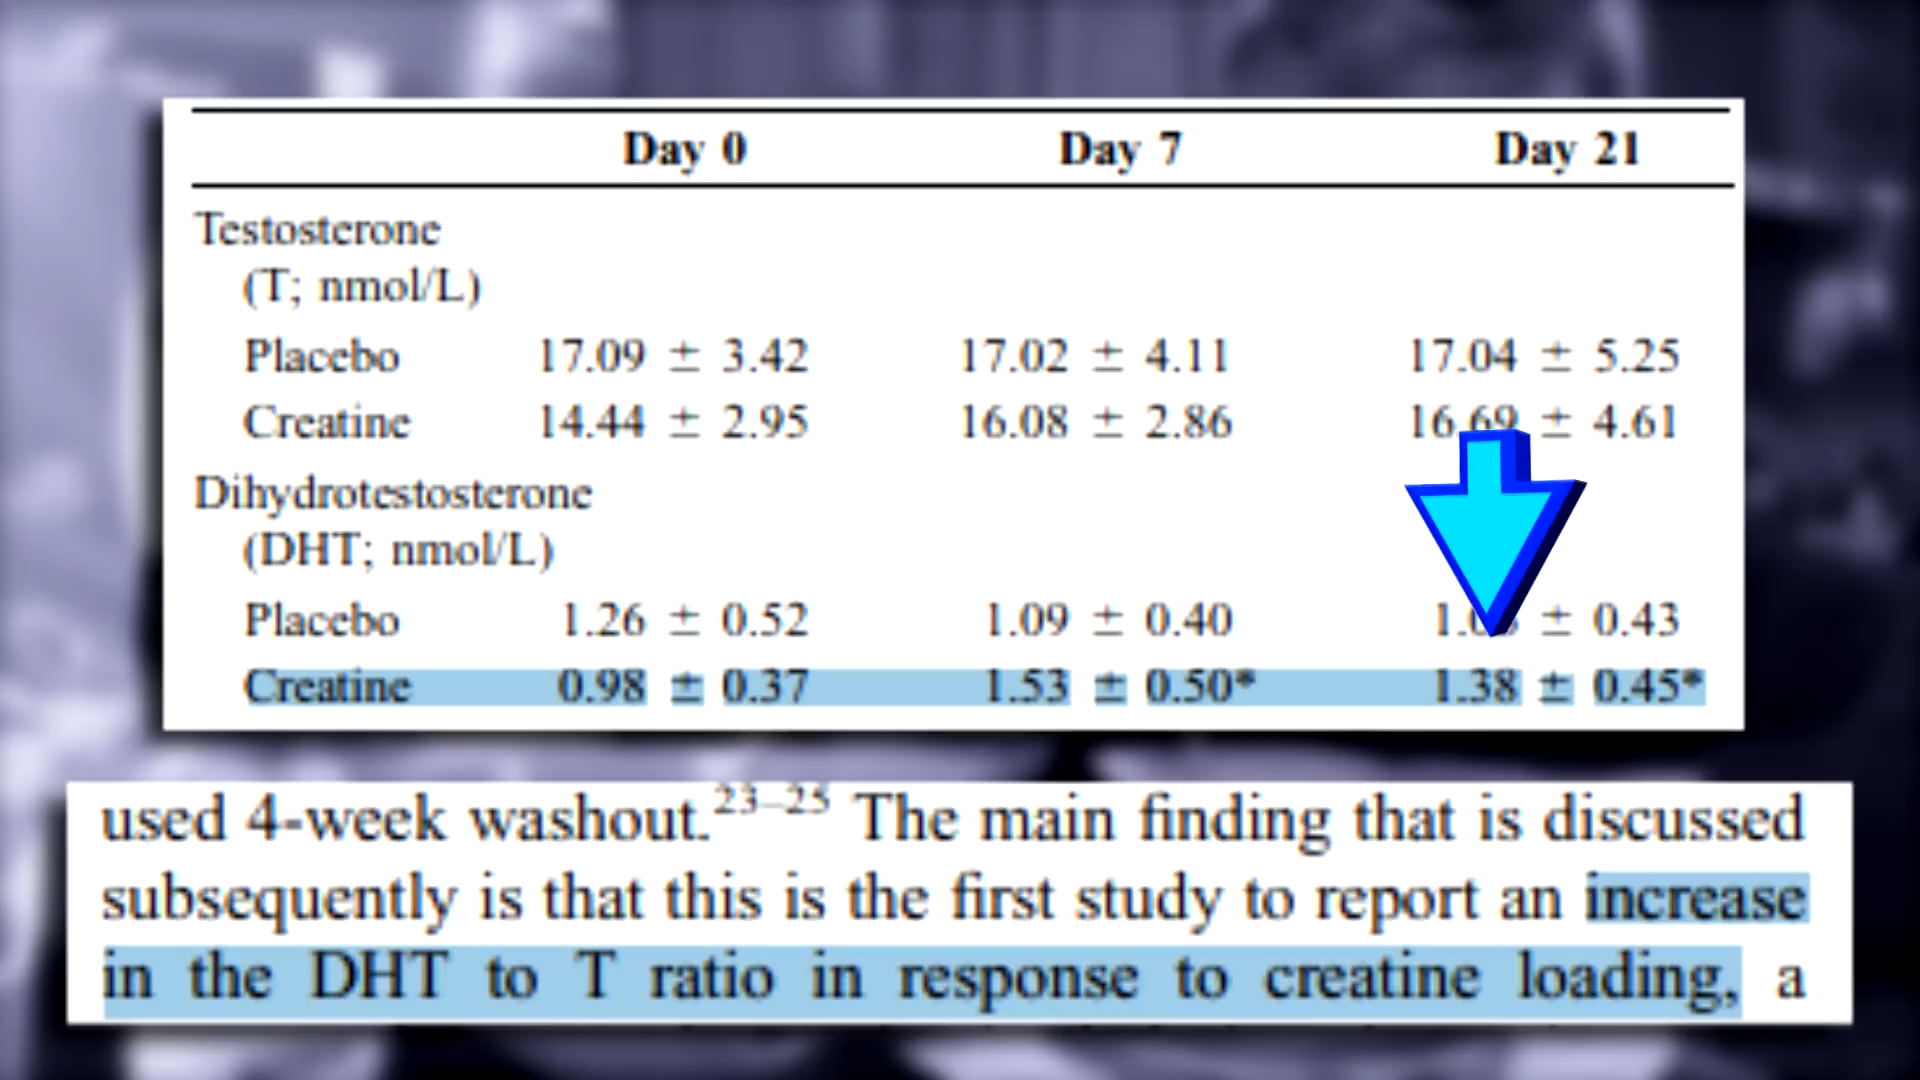 Day 0 Day 7 Day 21
Testosterone
(T; nmol/L)
Placebo 17.09 ± 3.42 17.02 ± 4.11 17.04 ± 5.25
Creatine 14.44 ± 2.95 16.08 ± 2.86 16.69 ± 4.61
Dihydrotestosterone
(DHT; nmol/L)
Placebo 1.26 ± 0.52 1.09 ± 0.40 ± 0.43
Creatine 0.98 ± 0.37 1.53 ± 0.50* 1.38 ± 0.45*
used 4-week washout.23–25 The main finding that is discussed
subsequently is that this is the first study to report an increase
in the DHT to T ratio in response to creatine loading, a